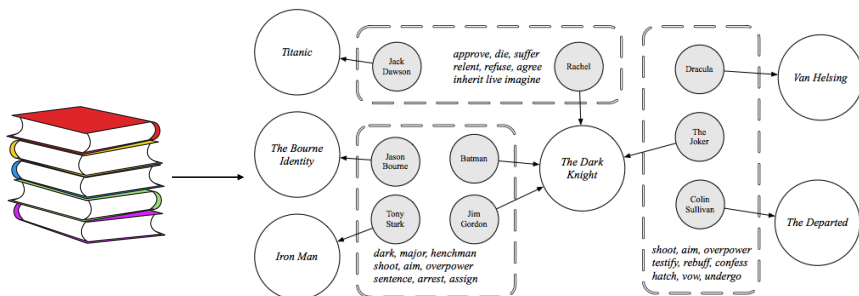 Titanic
Jack
Dawson
approve, die, suffer
relent, refuse, agree
inherit live imagine
Rachel
Dracula
Van Helsing
The Bourne
Identity
Jason
Bourne
Batman
The Dark
Knight
The
Joker
Tony
Stark
Jim
Gordon
Colin
Sullivan
The Departed
Iron Man
dark, major, henchman
shoot, aim, overpower
sentence, arrest, assign
shoot, aim, overpower
testify, rebuff, confess
hatch, vow, undergo